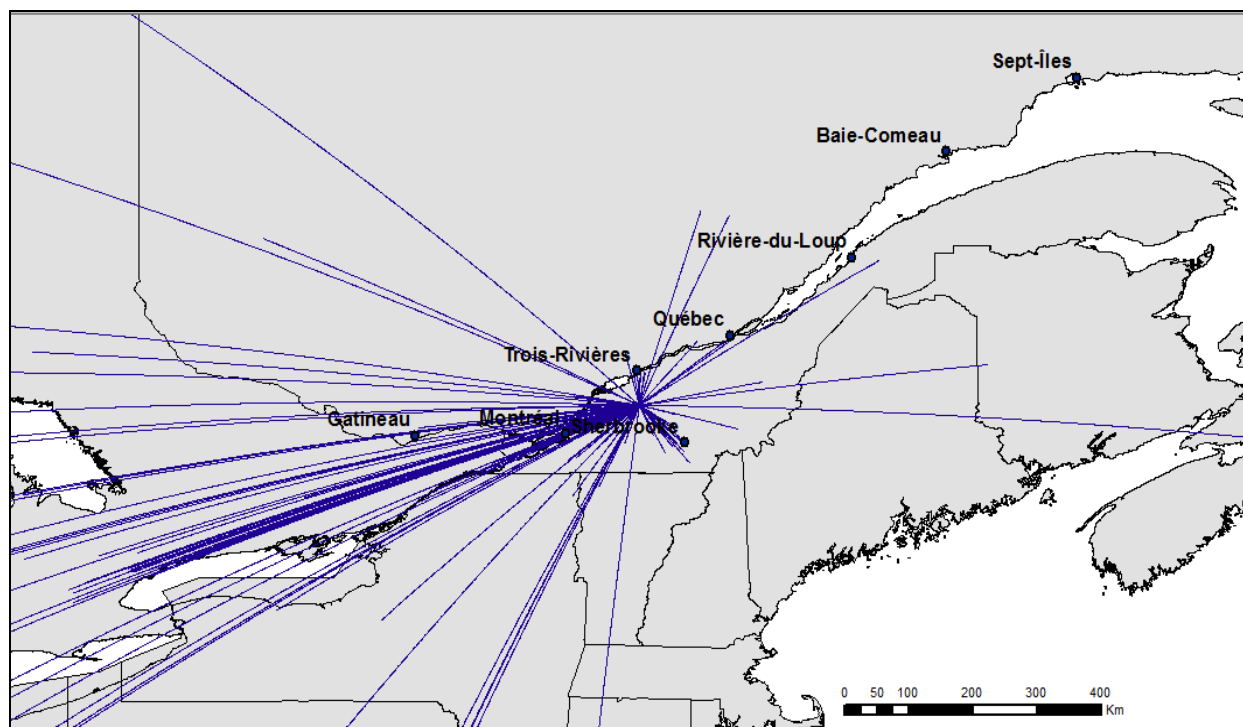 Sept-Îles
Baie-Comeau
Rivière-du-Loup
Québec
Trois-Rivières
Gatineau
Montréal
Sherbrooke
0 50 100 200 300 400
Km